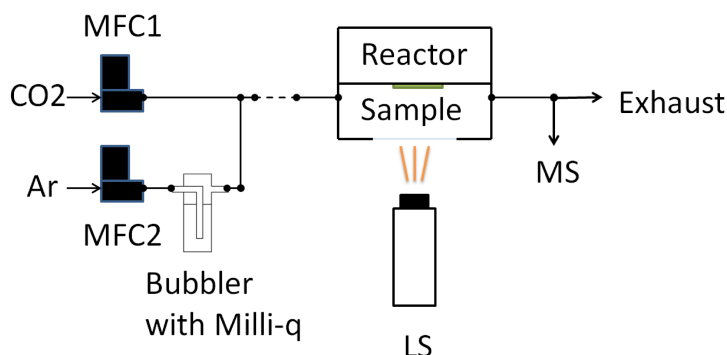 MFC1
CO2
Reactor
Sample
Exhaust
MS
Ar
MFC2
Bubbler
with Milli-q
LS